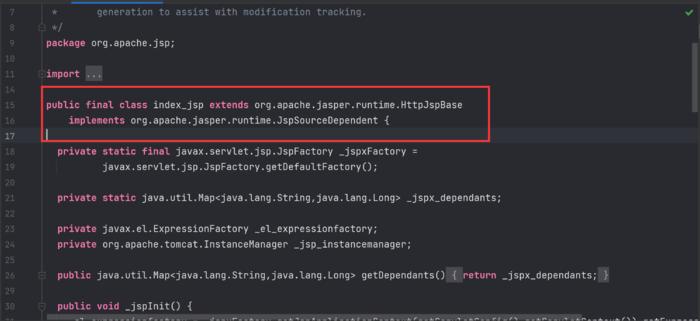 7 *      generation to assist with modification tracking.
8 */
9 package org.apache.jsp;
10
11 import ...
14
15 public final class index_jsp extends org.apache.jasper.runtime.HttpJspBase
16     implements org.apache.jasper.runtime.JspSourceDependent {
17
18   private static final javax.servlet.jsp.JspFactory _jspxFactory =
19           javax.servlet.jsp.JspFactory.getDefaultFactory();
20
21   private static java.util.Map<java.lang.String,java.lang.Long> _jspx_dependants;
22
23   private javax.el.ExpressionFactory _el_expressionfactory;
24   private org.apache.tomcat.InstanceManager _jsp_instancemanager;
25
26   public java.util.Map<java.lang.String,java.lang.Long> getDependants() { return _jspx_dependants; }
29
30   public void _jspInit() {